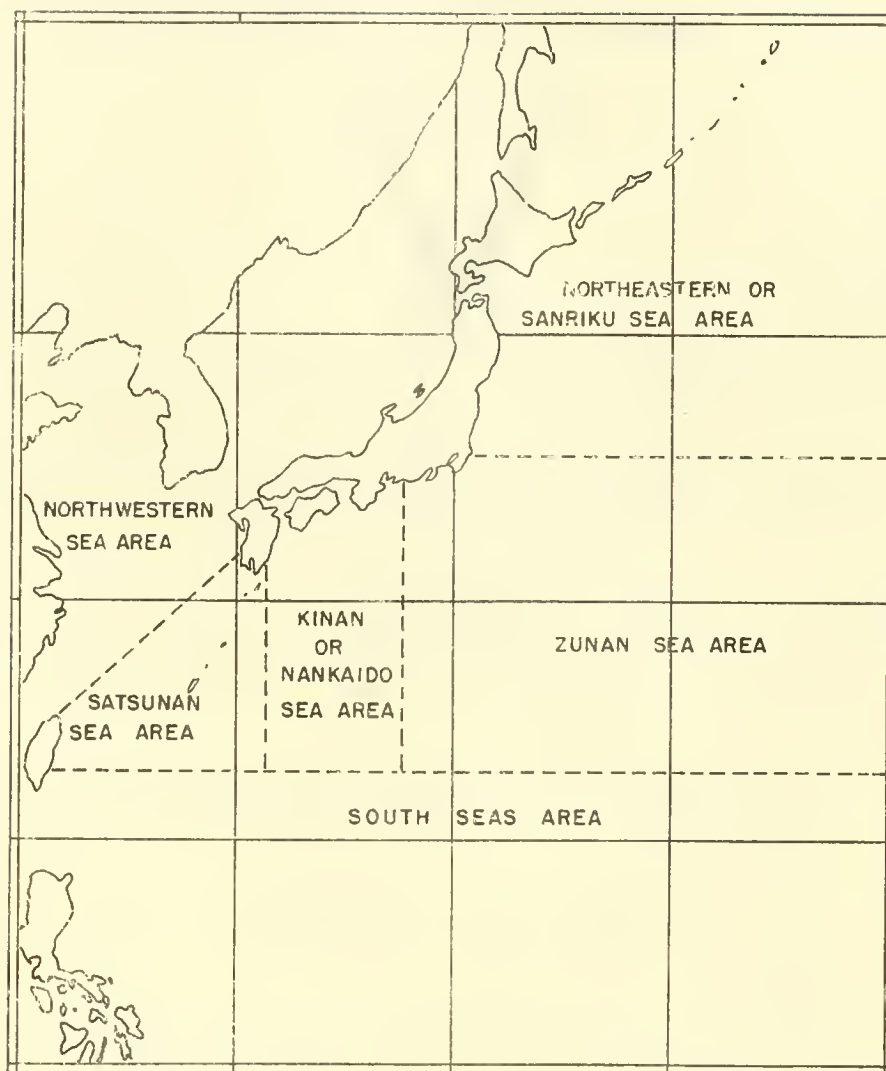 NORTHEASTERN OR
SANRIKU SEA AREA
NORTHWESTERN
SEA AREA
KINAN
OR
NANKAIDO
SEA AREA
ZUNAN SEA AREA
SATSUNAN
SEA AREA
SOUTH SEAS AREA